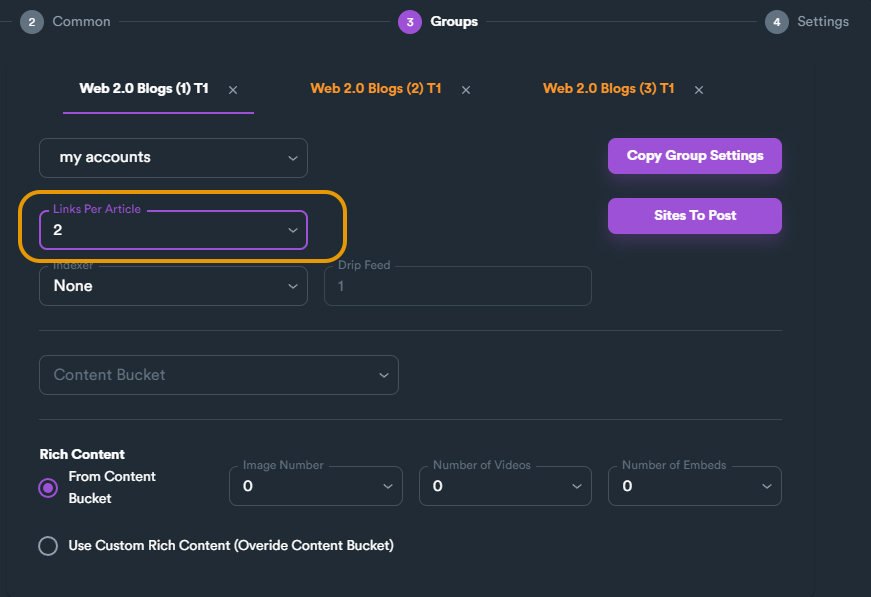 2 Common 3 Groups 4 Settings
Web 2.0 Blogs (1) T1 × Web 2.0 Blogs (2) T1 × Web 2.0 Blogs (3) T1 ×
my accounts
Copy Group Settings
Links Per Article
2
Sites To Post
Indexer
None
Drip Feed
1
Content Bucket
Rich Content
From Content
Bucket
Image Number
0
Number of Videos
0
Number of Embeds
0
Use Custom Rich Content (Overide Content Bucket)